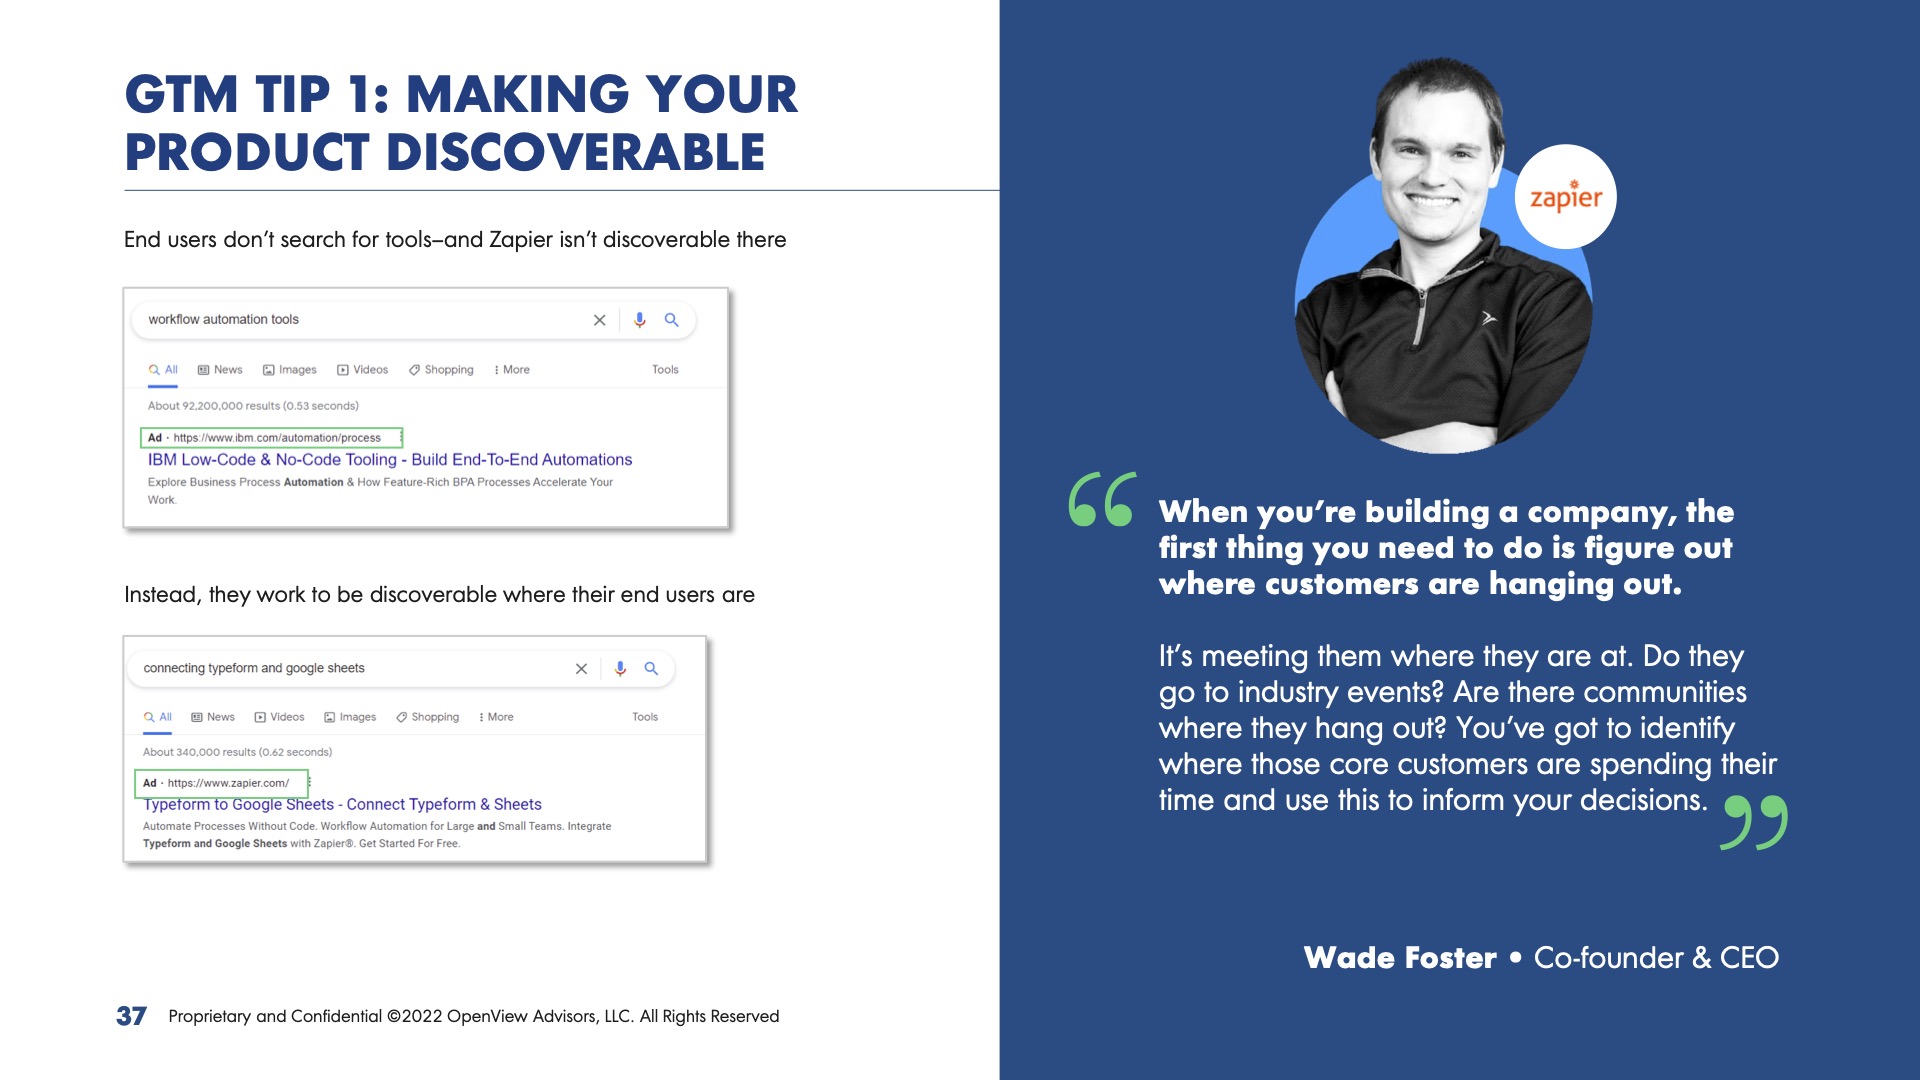 GTM TIP 1: MAKING YOUR
PRODUCT DISCOVERABLE
End users don’t search for tools–and Zapier isn’t discoverable there
workflow automation tools
All News Images Videos Shopping More Tools
About 92,200,000 results (0.53 seconds)
Ad · https://www.ibm.com/automation/process
IBM Low-Code & No-Code Tooling - Build End-To-End Automations
Explore Business Process Automation & How Feature-Rich BPA Processes Accelerate Your
Work.
Instead, they work to be discoverable where their end users are
connecting typeform and google sheets
All News Videos Images Shopping More Tools
About 340,000 results (0.62 seconds)
Ad · https://www.zapier.com/
Typeform to Google Sheets - Connect Typeform & Sheets
Automate Processes Without Code. Workflow Automation for Large and Small Teams. Integrate
Typeform and Google Sheets with Zapier®. Get Started For Free.
37 Proprietary and Confidential ©2022 OpenView Advisors, LLC. All Rights Reserved
zapier
“When you’re building a company, the
first thing you need to do is figure out
where customers are hanging out.
It’s meeting them where they are at. Do they
go to industry events? Are there communities
where they hang out? You’ve got to identify
where those core customers are spending their
time and use this to inform your decisions.”
Wade Foster • Co-founder & CEO